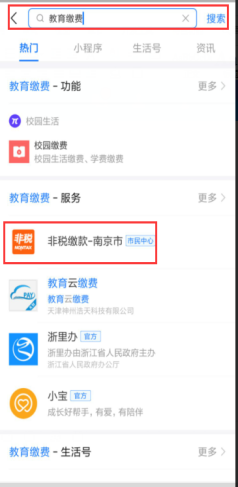 教育缴费 搜索
热门 小程序 生活号 资讯
教育缴费 - 功能 更多
校园生活
校园缴费
校园生活缴费、学费缴费
教育缴费 - 服务 更多
非税 非税缴款-南京市 市民中心
教育云缴费
教育云缴费
天津神州浩天科技有限公司
浙里办 官方
浙里办由浙江省人民政府主办
浙江省人民政府办公厅
小宝 官方
成长好帮手，有爱，有陪伴
教育缴费 - 生活号 更多